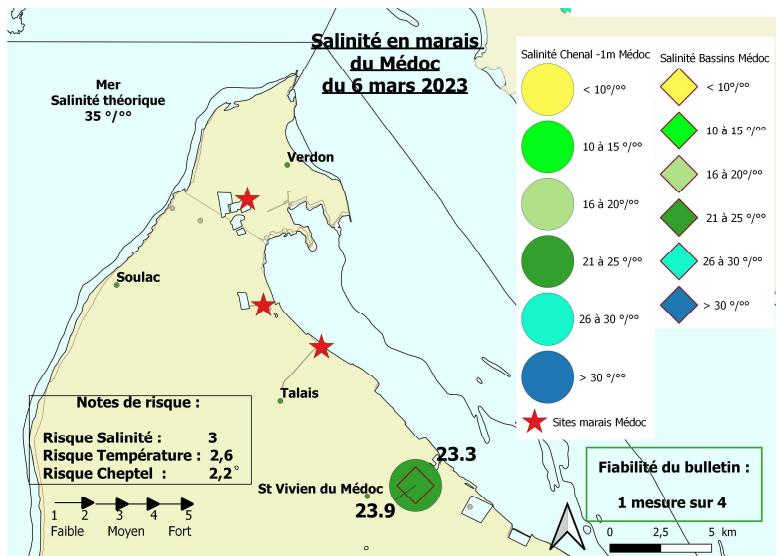 Salinité en marais
du Médoc
du 6 mars 2023
Mer
Salinité théorique
35 °/°°
Verdon
Soulac
Talais
St Vivien du Médoc
23.3
23.9
Notes de risque :
Risque Salinité : 3
Risque Température : 2,6
Risque Cheptel : 2,2
1 2 3 4 5
Faible Moyen Fort
Salinité Chenal -1m Médoc
< 10°/°°
10 à 15 °/°°
16 à 20°/°°
21 à 25 °/°°
26 à 30 °/°°
> 30 °/°°
Sites marais Médoc
Salinité Bassins Médoc
< 10°/°°
10 à 15 °/°°
16 à 20°/°°
21 à 25 °/°°
26 à 30 °/°°
> 30 °/°°
Fiabilité du bulletin :
1 mesure sur 4
0 2,5 5 km